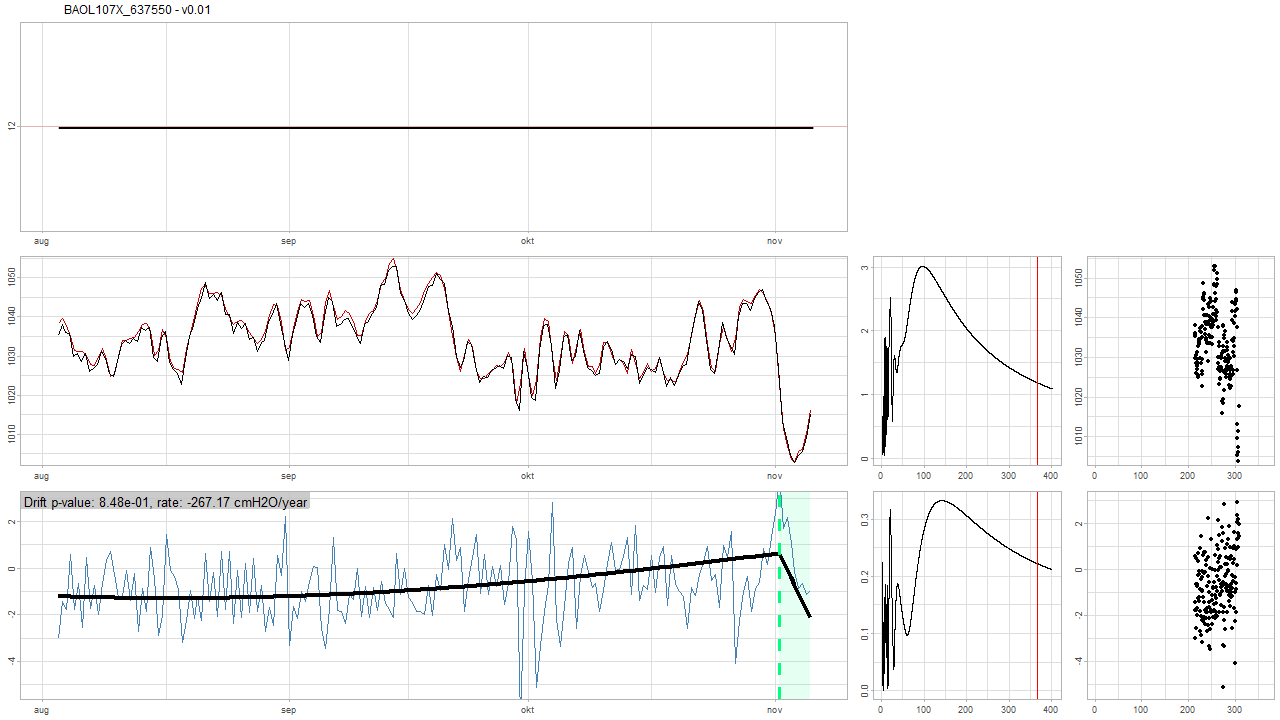 BAOL107X_637550 - v0.01
12
aug sep okt nov
1050 1040 1030 1020 1010
aug sep okt nov
3 2 1 0
0 100 200 300 400
1050 1040 1030 1020 1010
0 100 200 300
Drift p-value: 8.48e-01, rate: -267.17 cmH2O/year
2 0 -2 -4
aug sep okt nov
0.3 0.2 0.1 0.0
0 100 200 300 400
2 0 -2 -4
0 100 200 300